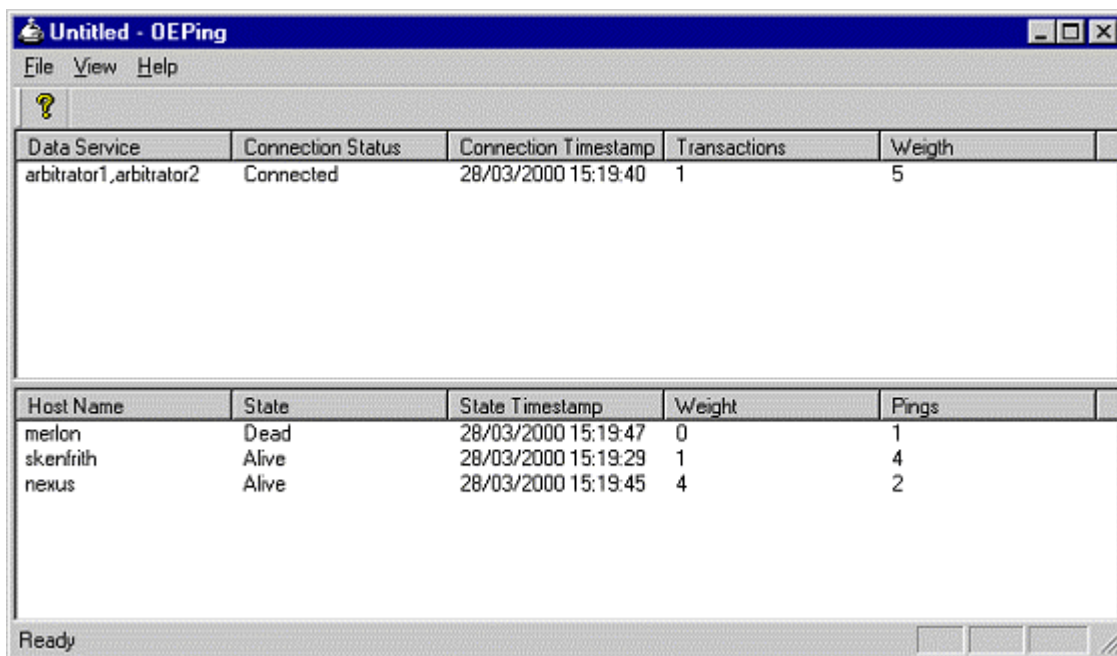 Untitled - OEPing
File View Help
Data Service Connection Status Connection Timestamp Transactions Weigth
arbitrator1,arbitrator2 Connected 28/03/2000 15:19:40 1 5
Host Name State State Timestamp Weight Pings
merlon Dead 28/03/2000 15:19:47 0 1
skenfrith Alive 28/03/2000 15:19:29 1 4
nexus Alive 28/03/2000 15:19:45 4 2
Ready